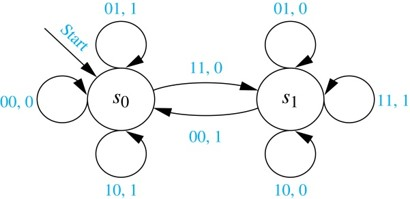 01, 1
01, 0
Start
11, 0
s0
s1
00, 0
11, 1
00, 1
10, 1
10, 0